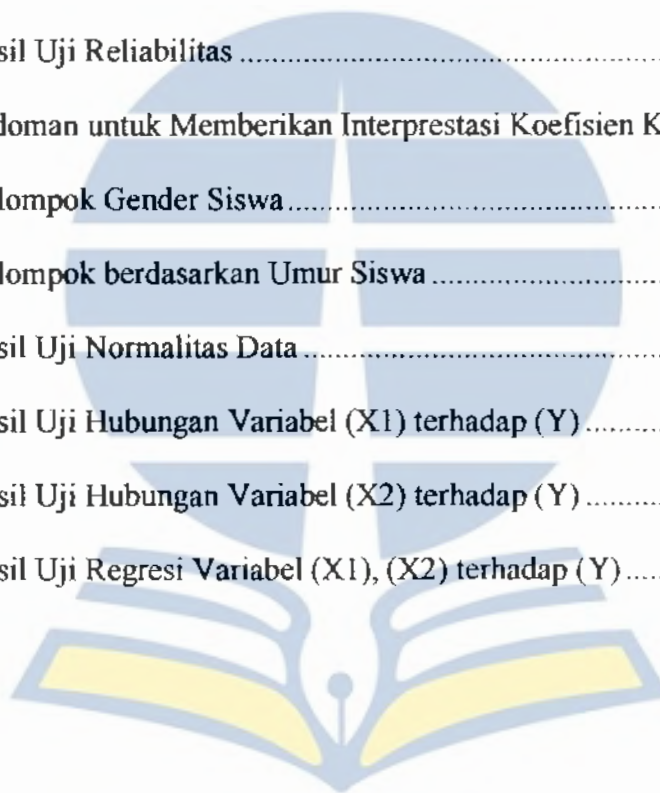 sil Uji Reliabilitas ..........................................................
doman untuk Memberikan Interprestasi Koefisien K
lompok Gender Siswa ..................................................
lompok berdasarkan Umur Siswa ..............................
sil Uji Normalitas Data ................................................
sil Uji Hubungan Variabel (X1) terhadap (Y) ..........
sil Uji Hubungan Variabel (X2) terhadap (Y) ..........
sil Uji Regresi Variabel (X1), (X2) terhadap (Y) .....